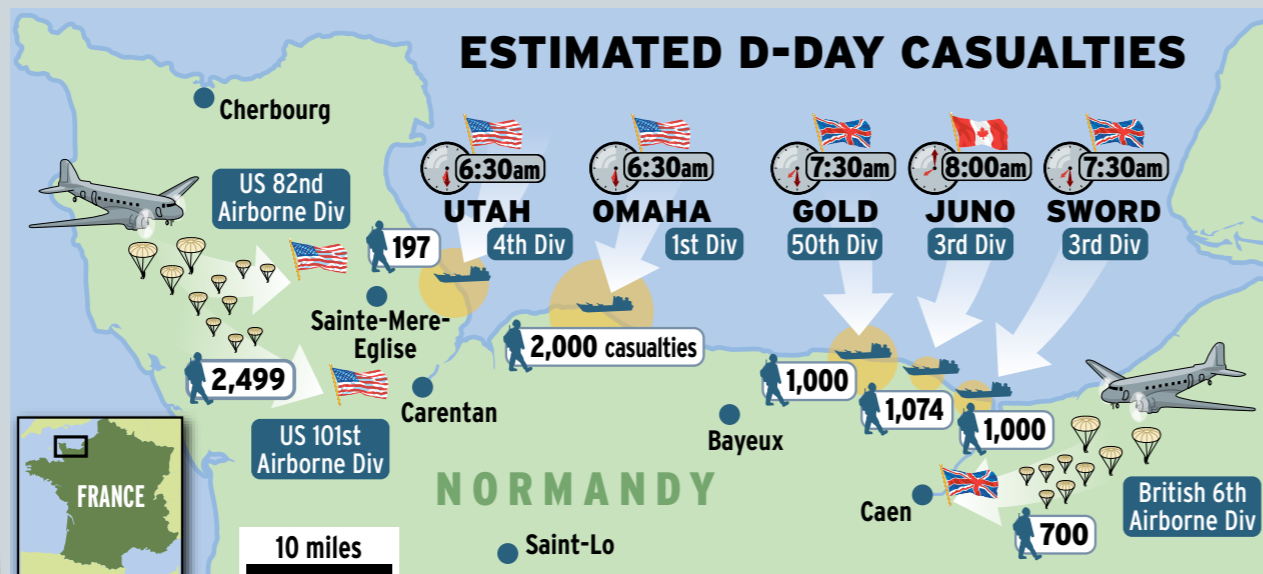 ESTIMATED D-DAY CASUALTIES
Cherbourg
US 82nd
Airborne Div
6:30am
UTAH
4th Div
6:30am
OMAHA
1st Div
7:30am
GOLD
50th Div
8:00am
JUNO
3rd Div
7:30am
SWORD
3rd Div
197
Sainte-Mere-
Eglise
2,000 casualties
2,499
Carentan
US 101st
Airborne Div
1,000
1,074
1,000
Bayeux
NORMANDY
Caen
British 6th
Airborne Div
700
FRANCE
10 miles
Saint-Lo